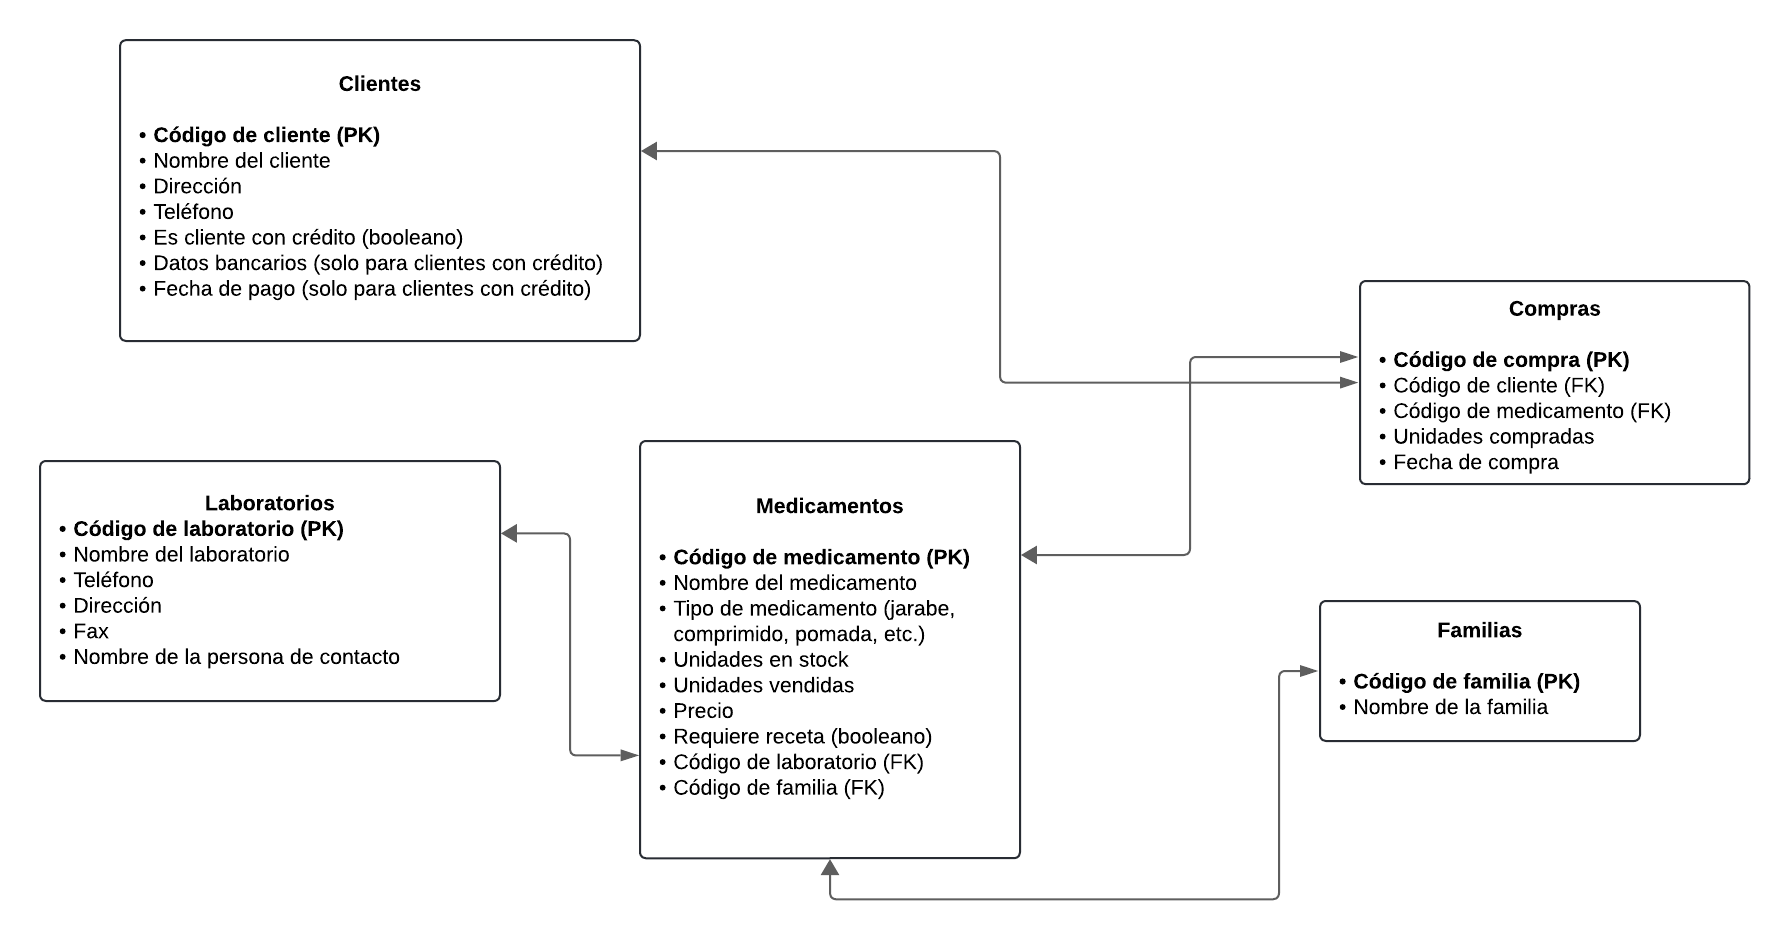 Clientes
• Código de cliente (PK)
• Nombre del cliente
• Dirección
• Teléfono
• Es cliente con crédito (booleano)
• Datos bancarios (solo para clientes con crédito)
• Fecha de pago (solo para clientes con crédito)
Compras
• Código de compra (PK)
• Código de cliente (FK)
• Código de medicamento (FK)
• Unidades compradas
• Fecha de compra
Laboratorios
• Código de laboratorio (PK)
• Nombre del laboratorio
• Teléfono
• Dirección
• Fax
• Nombre de la persona de contacto
Medicamentos
• Código de medicamento (PK)
• Nombre del medicamento
• Tipo de medicamento (jarabe,
comprimido, pomada, etc.)
• Unidades en stock
• Unidades vendidas
• Precio
• Requiere receta (booleano)
• Código de laboratorio (FK)
• Código de familia (FK)
Familias
• Código de familia (PK)
• Nombre de la familia